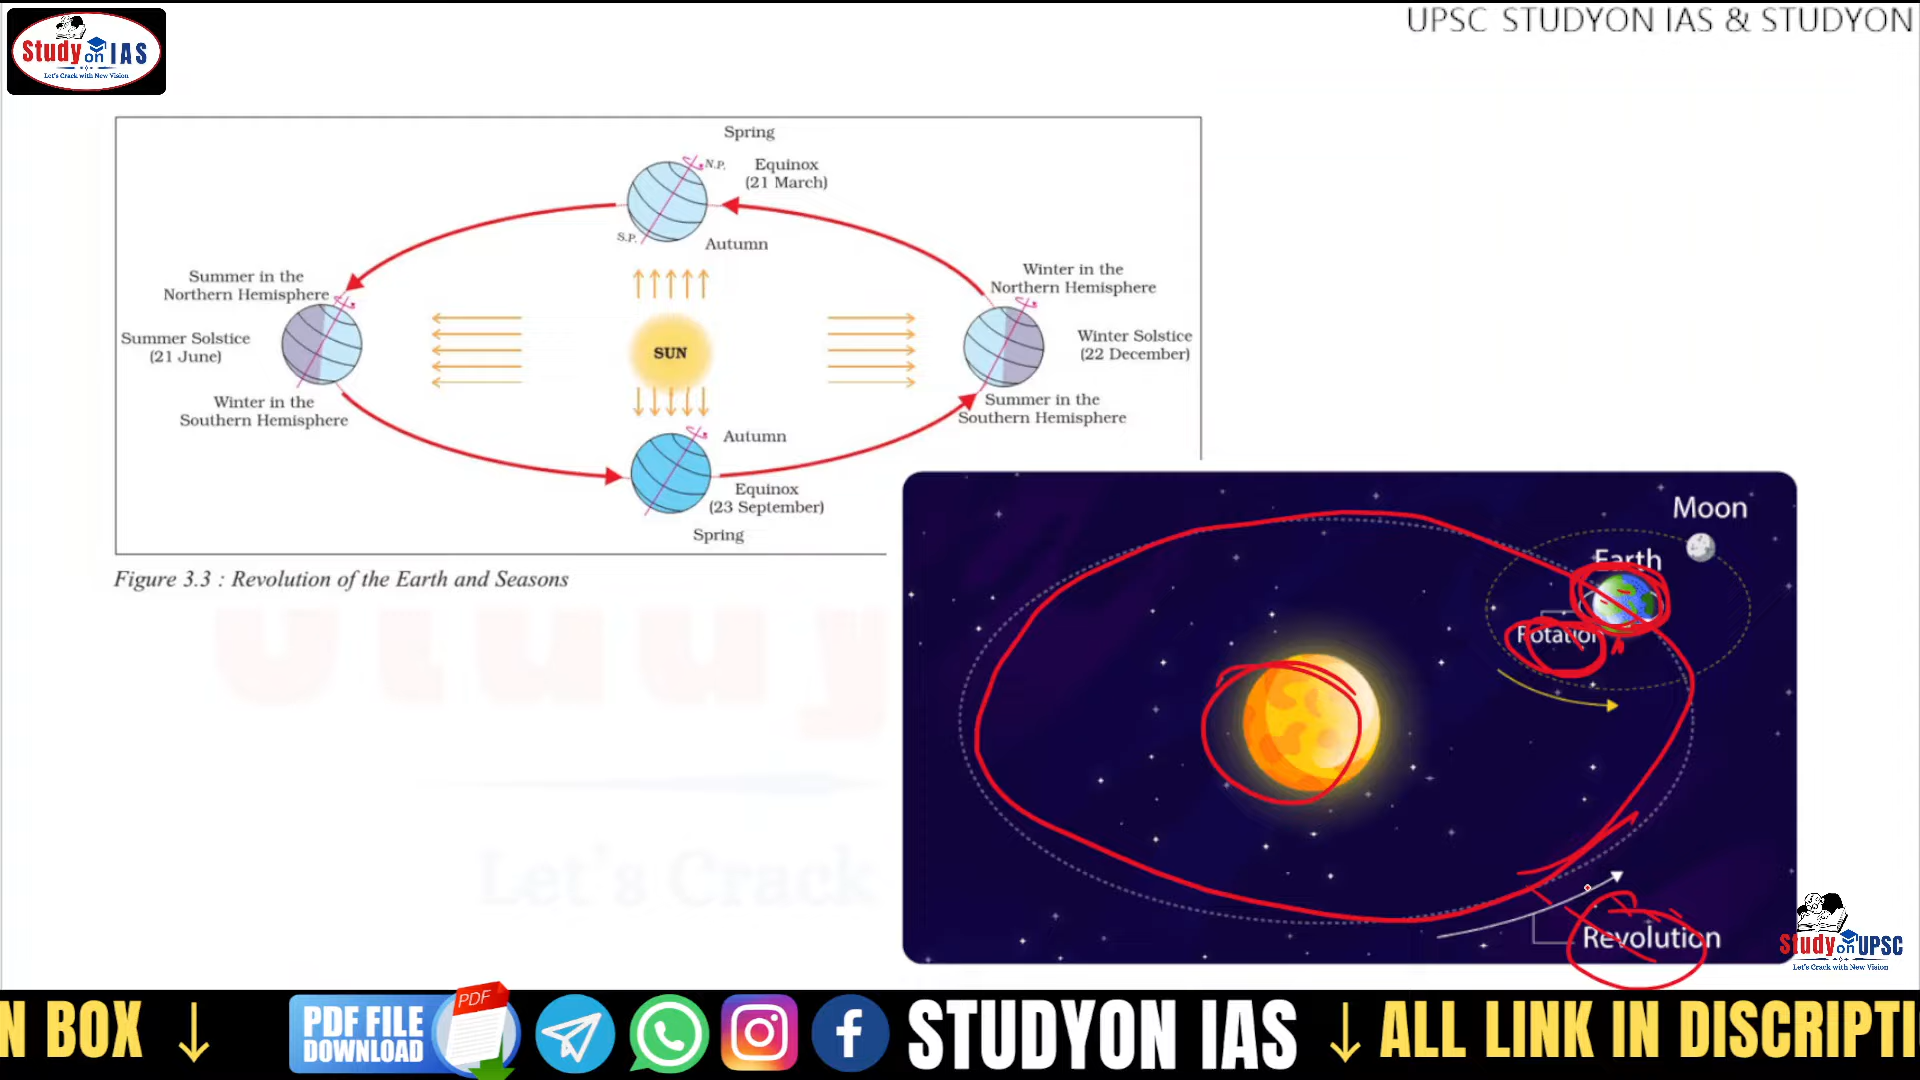 UPSC STUDYON IAS & STUDYON
Study on IAS
Let's Crack with New Vision
Spring
N.P.
Equinox
(21 March)
S.P.
Autumn
Summer in the
Northern Hemisphere
Summer Solstice
(21 June)
Winter in the
Southern Hemisphere
SUN
Winter in the
Northern Hemisphere
Winter Solstice
(22 December)
Summer in the
Southern Hemisphere
Autumn
Equinox
(23 September)
Spring
Figure 3.3 : Revolution of the Earth and Seasons
Moon
Earth
Rotation
Revolution
Study
Let's Crack
Study on UPSC
Let's Crack with New Vision
N BOX ↓
PDF FILE
DOWNLOAD
PDF
STUDYON IAS ↓ ALL LINK IN DISCRIPTI